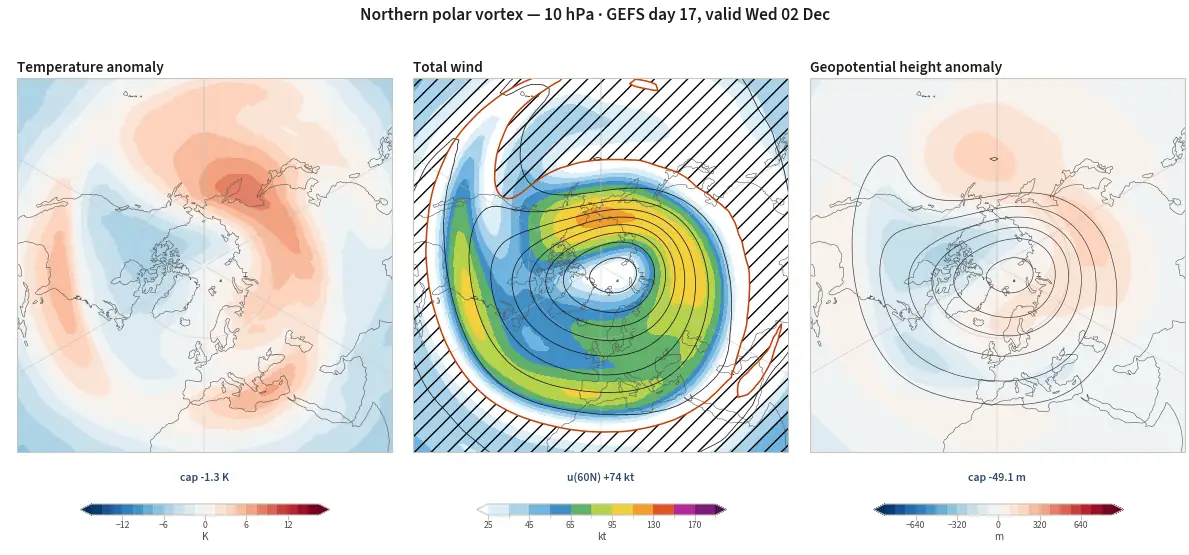 Northern polar vortex — 10 hPa · GEFS day 17, valid Wed 02 Dec
Temperature anomaly
Total wind
Geopotential height anomaly
cap -1.3 K
u(60N) +74 kt
cap -49.1 m
−12 −6 0 6 12
K
25 45 65 95 130 170
kt
−640 −320 0 320 640
m